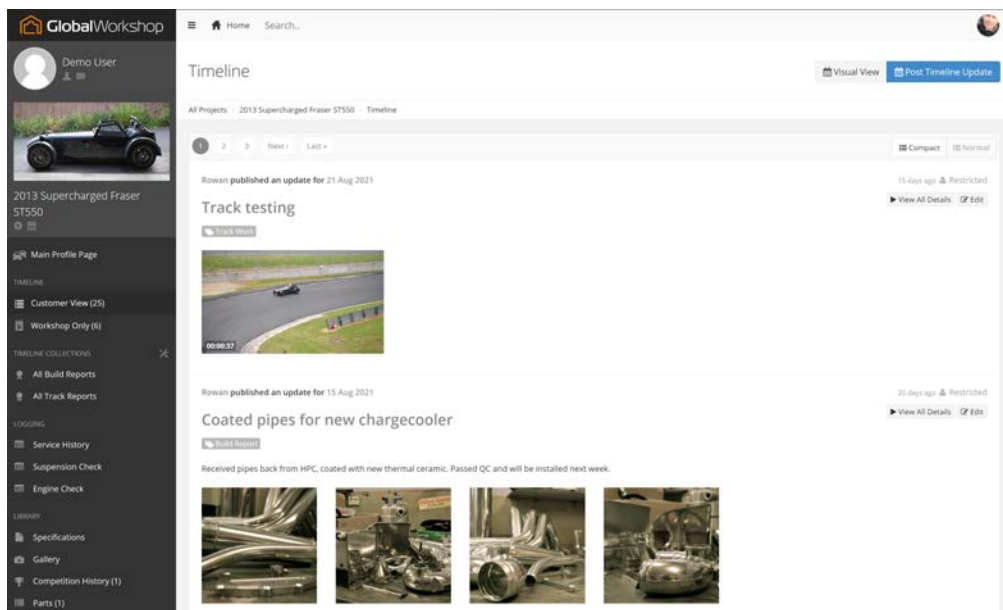 GlobalWorkshop
Home Search..
Demo User
Timeline
Visual View Post Timeline Update
All Projects - 2013 Supercharged Fraser ST550 - Timeline
1 2 3 Next › Last »
Compact Normal
2013 Supercharged Fraser
ST550
Main Profile Page
TIMELINE
Customer View (25)
Workshop Only (6)
TIMELINE COLLECTIONS
All Build Reports
All Track Reports
LOGGING
Service History
Suspension Check
Engine Check
LIBRARY
Specifications
Gallery
Competition History (1)
Parts (1)
Rowan published an update for 21 Aug 2021
15 days ago Restricted
View All Details Edit
Track testing
Track Work
00:00:37
Rowan published an update for 15 Aug 2021
20 days ago Restricted
View All Details Edit
Coated pipes for new chargecooler
Build Report
Received pipes back from HPC, coated with new thermal ceramic. Passed QC and will be installed next week.